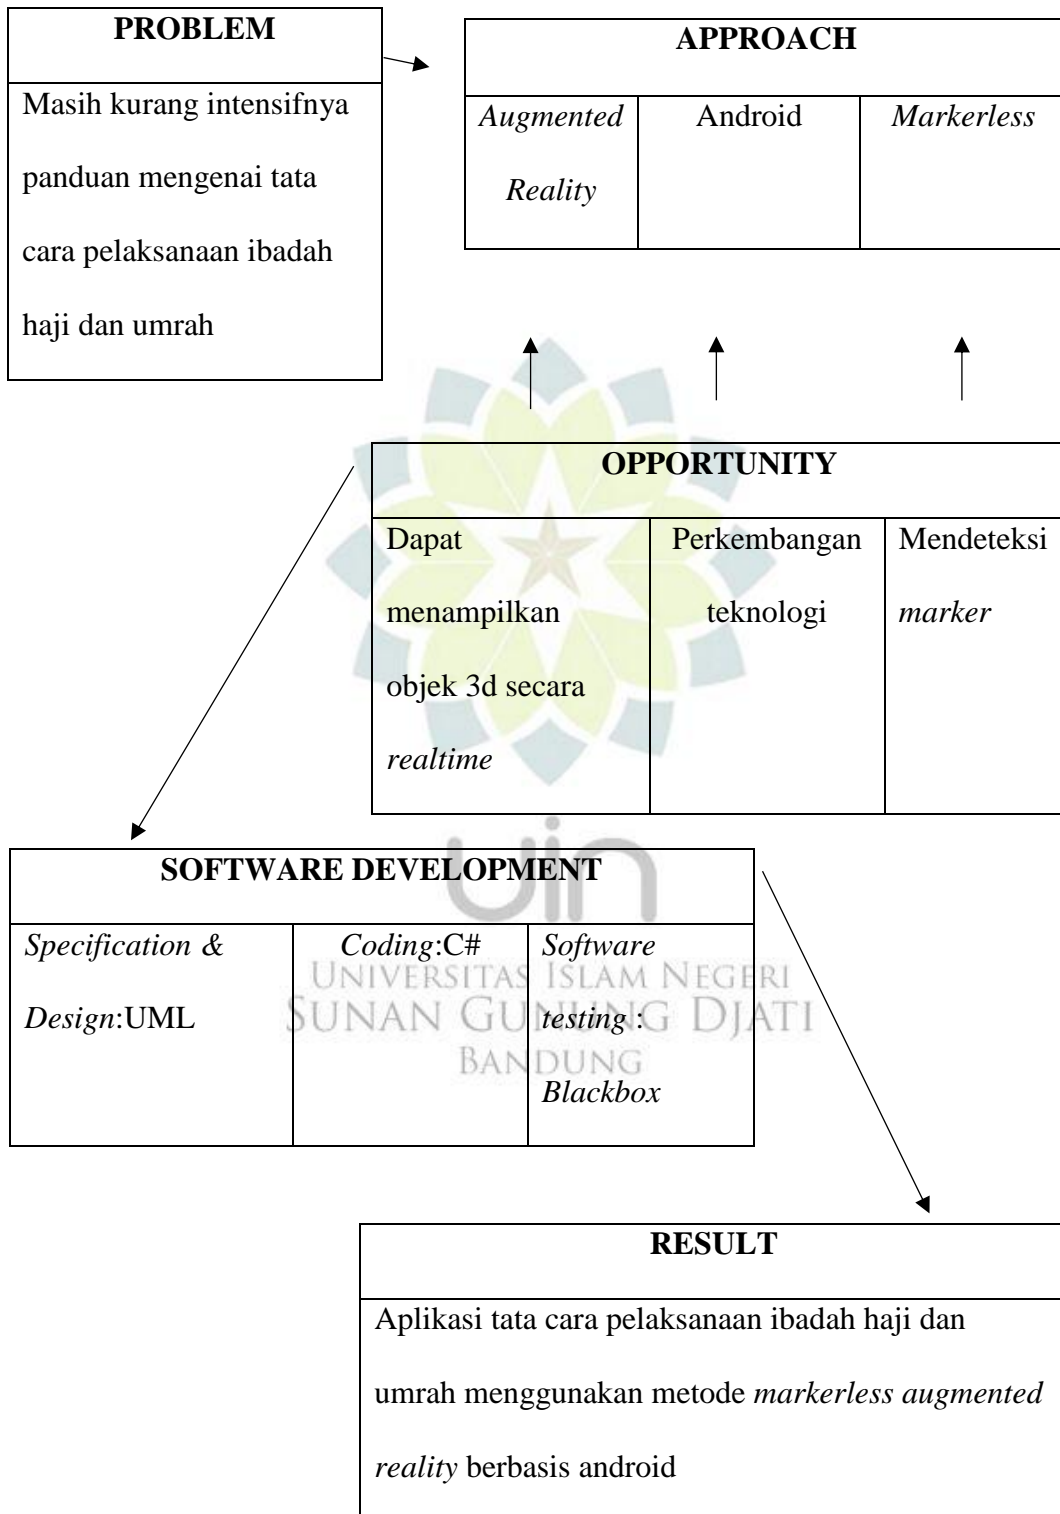 PROBLEM
Masih kurang intensifnya
panduan mengenai tata
cara pelaksanaan ibadah
haji dan umrah
APPROACH
Augmented
Reality
Android
Markerless
OPPORTUNITY
Dapat
menampilkan
objek 3d secara
realtime
Perkembangan
teknologi
Mendeteksi
marker
uin
UNIVERSITAS ISLAM NEGERI
SUNAN GUNUNG DJATI
BANDUNG
SOFTWARE DEVELOPMENT
Specification &
Design:UML
Coding:C#
Software
testing :
Blackbox
RESULT
Aplikasi tata cara pelaksanaan ibadah haji dan
umrah menggunakan metode markerless augmented
reality berbasis android